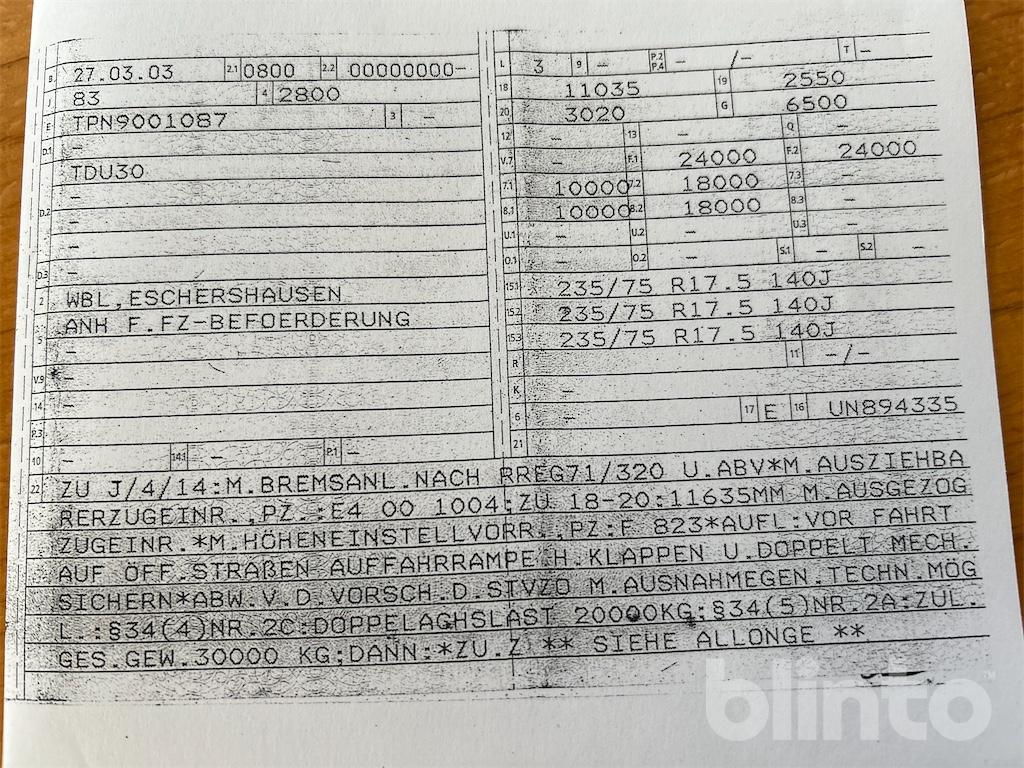 B 27.03.03 2.1 0800 2.2 00000000-
J 83 4 2800
E TPN9001087 3 –
D.1 –
TDU30
–
D.2 –
–
–
D.3
2 WBL,ESCHERSHAUSEN
5 ANH F.FZ-BEFOERDERUNG
–
V.9 –
14 –
P.3 –
10 – 14.1 – P.1 –
L 3 9 – P.2 P.4 – /– T –
18 11035 19 2550
20 3020 G 6500
12 – 13 – Q –
V.7 – F.1 24000 F.2 24000
7.1 10000 7.2 18000 7.3 –
8.1 10000 8.2 18000 8.3 –
U.1 – U.2 – U.3 –
O.1 – O.2 – S.1 – S.2 –
15.1 235/75 R17.5 140J
15.2 235/75 R17.5 140J
15.3 235/75 R17.5 140J
R – 11 –/–
K –
6 – 17 E 16 UN894335
21 –
22 ZU J/4/14:M.BREMSANL.NACH RREG71/320 U.ABV*M.AUSZIEHBA
RERZUGEINR.,PZ.:E4 00 1004;ZU 18-20:11635MM M.AUSGEZOG
ZUGEINR.*M.HÖHENEINSTELLVORR.,PZ:F 823*AUFL:VOR FAHRT
AUF ÖFF.STRAßEN AUFFAHRRAMPE H.KLAPPEN U.DOPPELT MECH.
SICHERN*ABW.V.D.VORSCH.D.STVZO M.AUSNAHMEGEN.TECHN.MÖG
L.:§34(4)NR.2C:DOPPELACHSLAST 20000KG;§34(5)NR.2A:ZUL.
GES.GEW.30000 KG;DANN:*ZU.Z ** SIEHE ALLONGE **
blinto